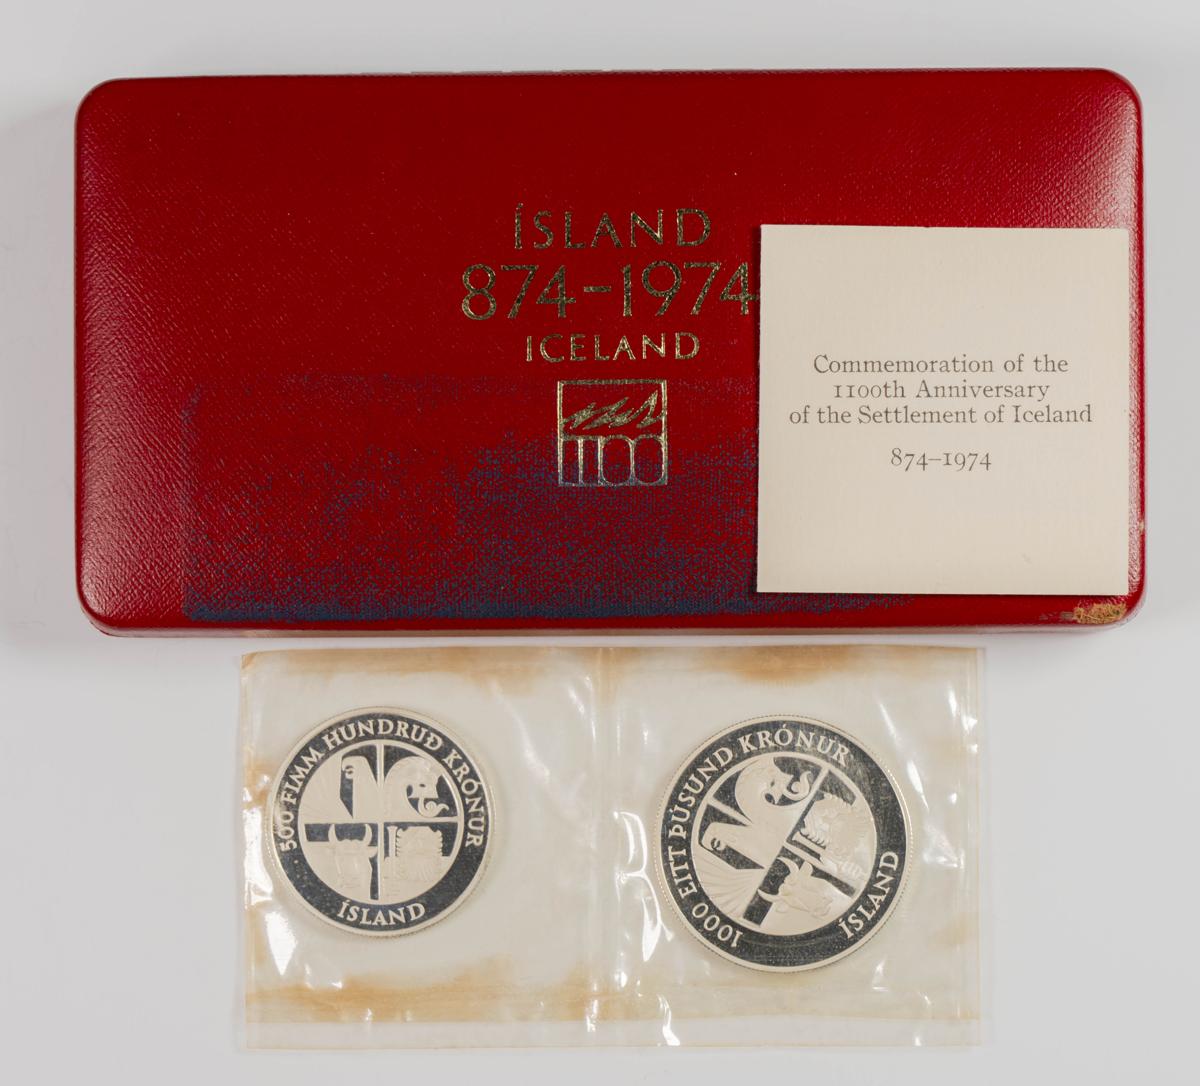 ÍSLAND
874–1974
ICELAND
1100
Commemoration of the
1100th Anniversary
of the Settlement of Iceland
874–1974
500 FIMM HUNDRUÐ KRÓNUR
ÍSLAND
1000 EITT ÞÚSUND KRÓNUR
ÍSLAND